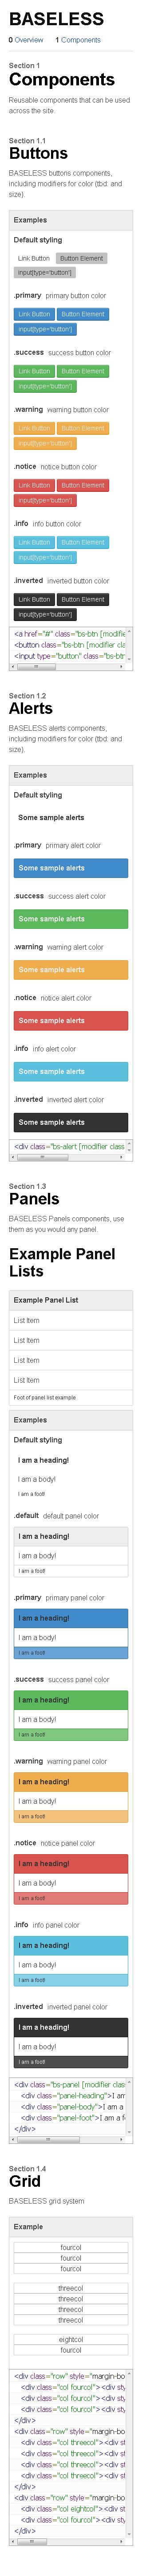 BASELESS
0 Overview 1 Components
Section 1
Components
Reusable components that can be used
across the site.
Section 1.1
Buttons
BASELESS buttons components,
including modifiers for color (tbd: and
size).
Examples
Default styling
Link Button Button Element
input[type='button']
.primary primary button color
Link Button Button Element
input[type='button']
.success success button color
Link Button Button Element
input[type='button']
.warning warning button color
Link Button Button Element
input[type='button']
.notice notice button color
Link Button Button Element
input[type='button']
.info info button color
Link Button Button Element
input[type='button']
.inverted inverted button color
Link Button Button Element
input[type='button']
<a href="#" class="bs-btn [modifie
<button class="bs-btn [modifier cla
<input type="button" class="bs-btn
Section 1.2
Alerts
BASELESS alerts components,
including modifiers for color (tbd: and
size).
Examples
Default styling
Some sample alerts
.primary primary alert color
Some sample alerts
.success success alert color
Some sample alerts
.warning warning alert color
Some sample alerts
.notice notice alert color
Some sample alerts
.info info alert color
Some sample alerts
.inverted inverted alert color
Some sample alerts
<div class="bs-alert [modifier class
Section 1.3
Panels
BASELESS Panels components, use
them as you would any panel.
Example Panel
Lists
Example Panel List
List Item
List Item
List Item
List Item
Foot of panel list example
Examples
Default styling
I am a heading!
I am a body!
I am a foot!
.default default panel color
I am a heading!
I am a body!
I am a foot!
.primary primary panel color
I am a heading!
I am a body!
I am a foot!
.success success panel color
I am a heading!
I am a body!
I am a foot!
.warning warning panel color
I am a heading!
I am a body!
I am a foot!
.notice notice panel color
I am a heading!
I am a body!
I am a foot!
.info info panel color
I am a heading!
I am a body!
I am a foot!
.inverted inverted panel color
I am a heading!
I am a body!
I am a foot!
<div class="bs-panel [modifier clas
<div class="panel-heading">I am
<div class="panel-body">I am a
<div class="panel-foot">I am a f
</div>
Section 1.4
Grid
BASELESS grid system
Example
fourcol
fourcol
fourcol
threecol
threecol
threecol
threecol
eightcol
fourcol
<div class="row" style="margin-bo
<div class="col fourcol"><div sty
<div class="col fourcol"><div sty
<div class="col fourcol"><div sty
</div>
<div class="row" style="margin-bo
<div class="col threecol"><div s
<div class="col threecol"><div s
<div class="col threecol"><div s
<div class="col threecol"><div s
</div>
<div class="row" style="margin-bo
<div class="col eightcol"><div st
<div class="col fourcol"><div sty
</div>